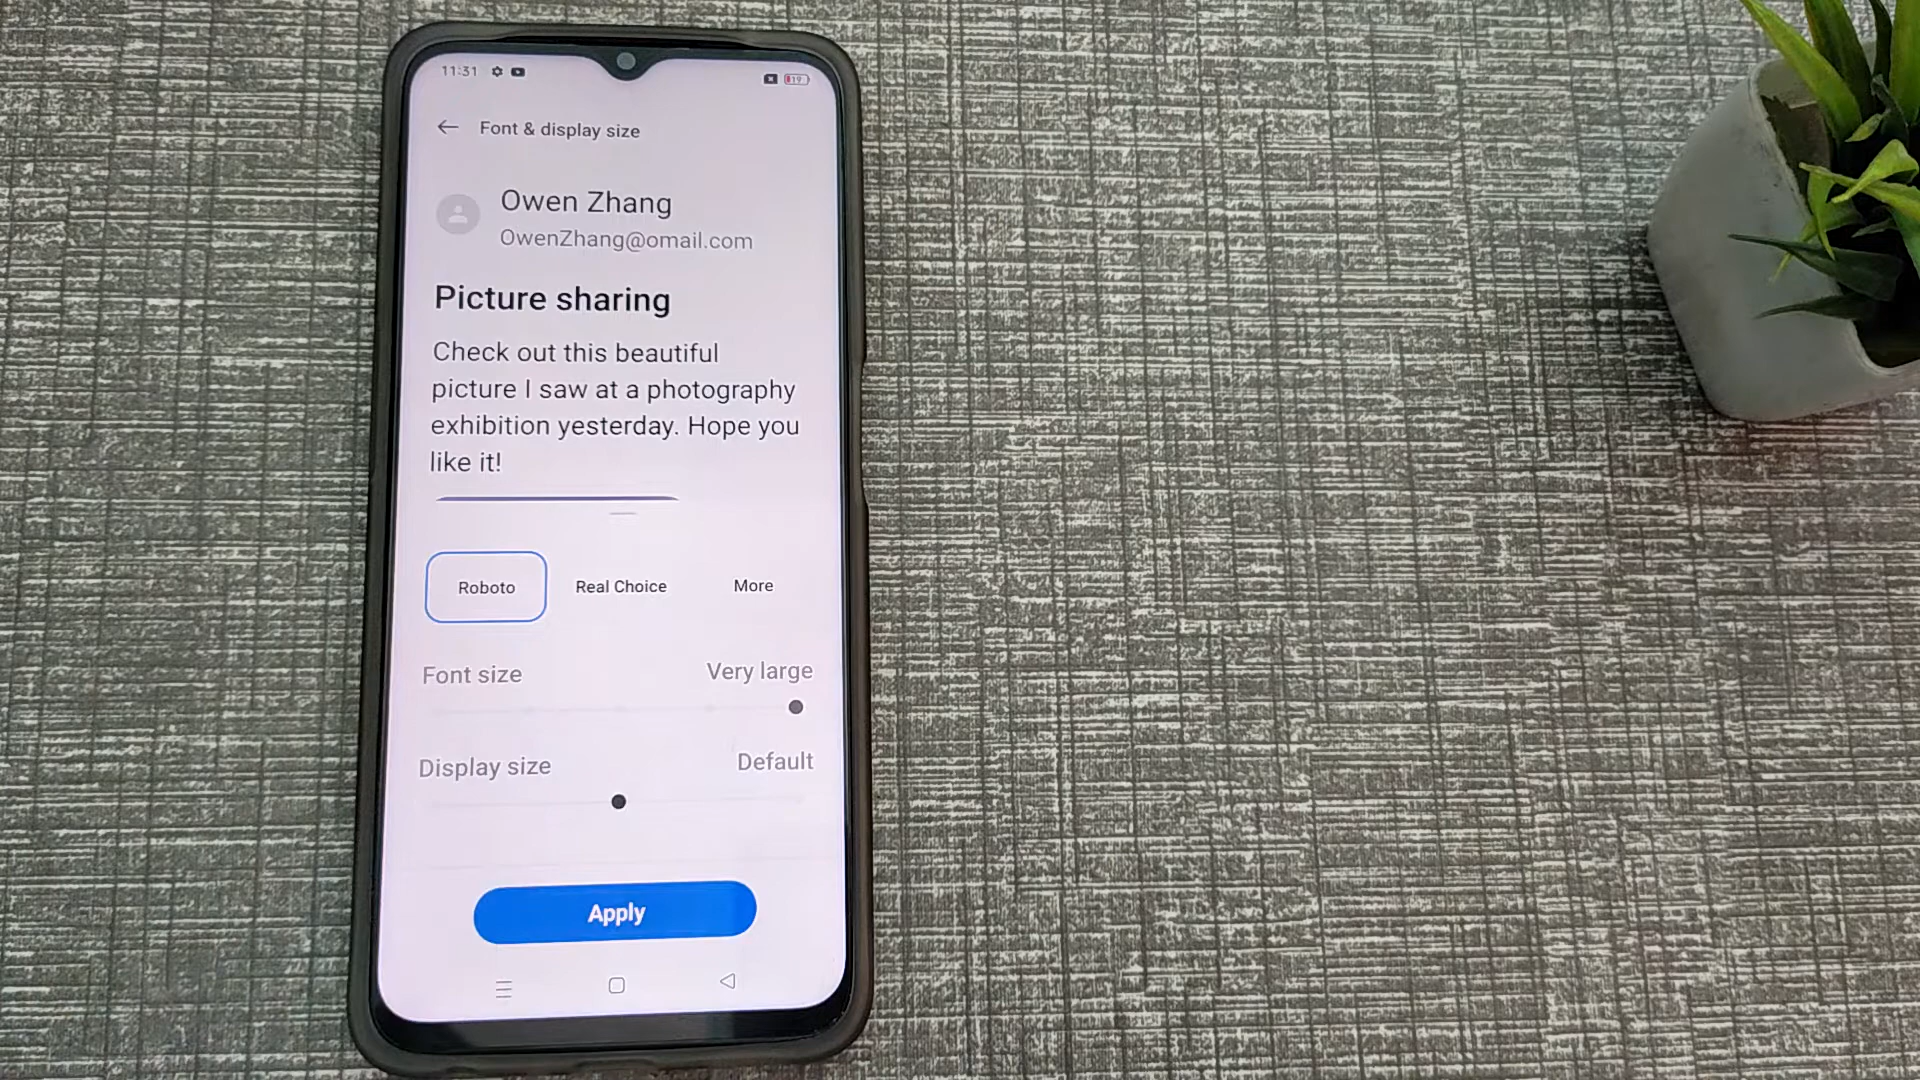 11:31
19
Font & display size
Owen Zhang
OwenZhang@omail.com
Picture sharing
Check out this beautiful
picture I saw at a photography
exhibition yesterday. Hope you
like it!
Roboto
Real Choice
More
Font size
Very large
Display size
Default
Apply